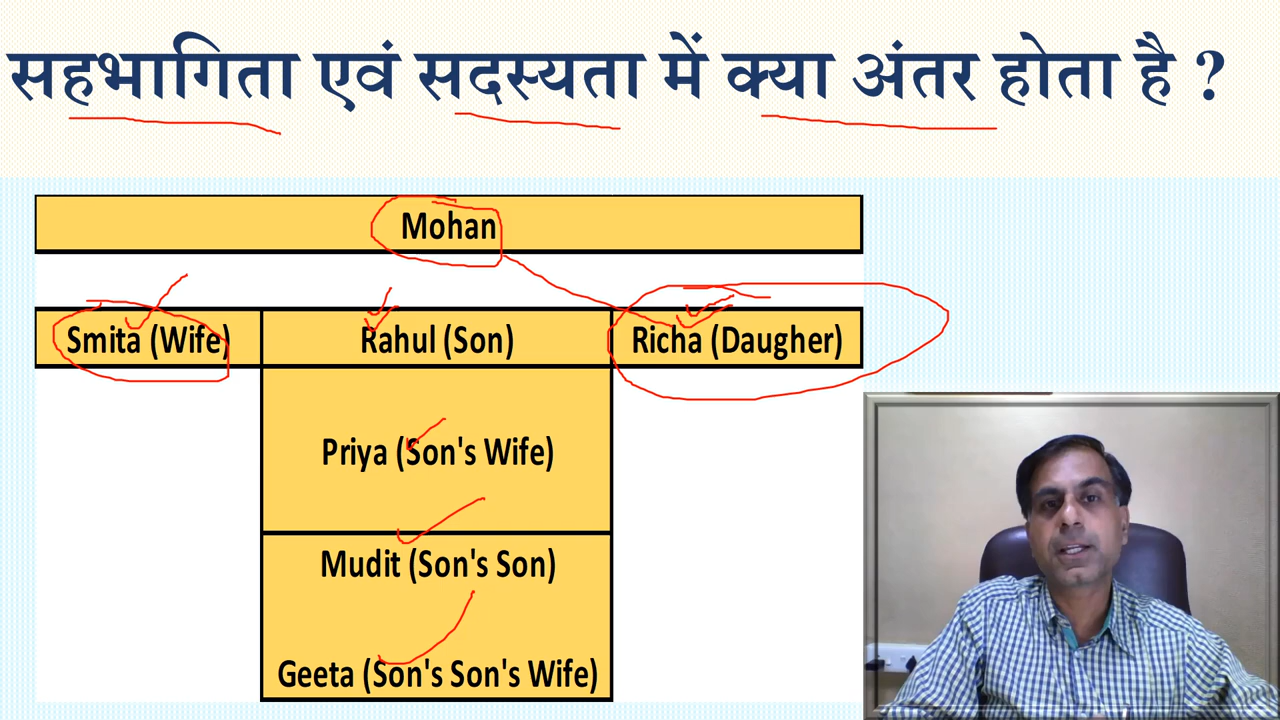 सहभागिता एवं सदस्यता में क्या अंतर होता है ?
Mohan
Smita (Wife) Rahul (Son) Richa (Daugher)
Priya (Son's Wife)
Mudit (Son's Son)
Geeta (Son's Son's Wife)